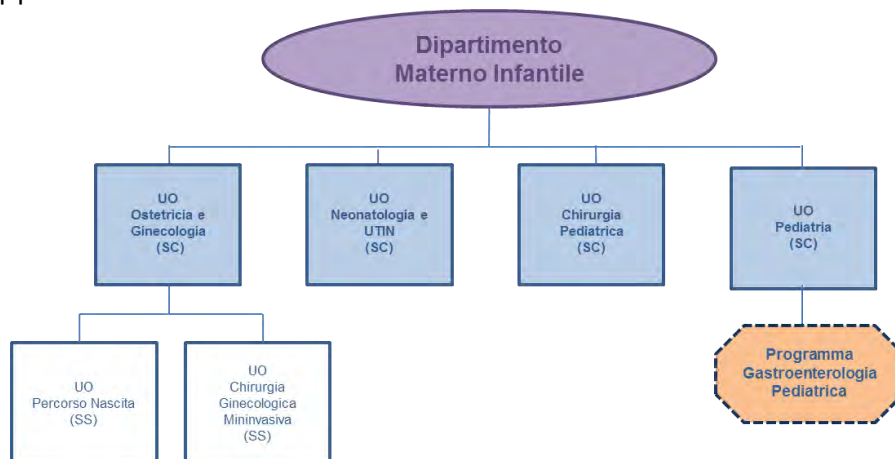 Dipartimento
Materno Infantile
UO
Ostetricia e
Ginecologia
(SC)
UO
Neonatologia e
UTIN
(SC)
UO
Chirurgia
Pediatrica
(SC)
UO
Pediatria
(SC)
UO
Percorso Nascita
(SS)
UO
Chirurgia
Ginecologica
Mininvasiva
(SS)
Programma
Gastroenterologia
Pediatrica